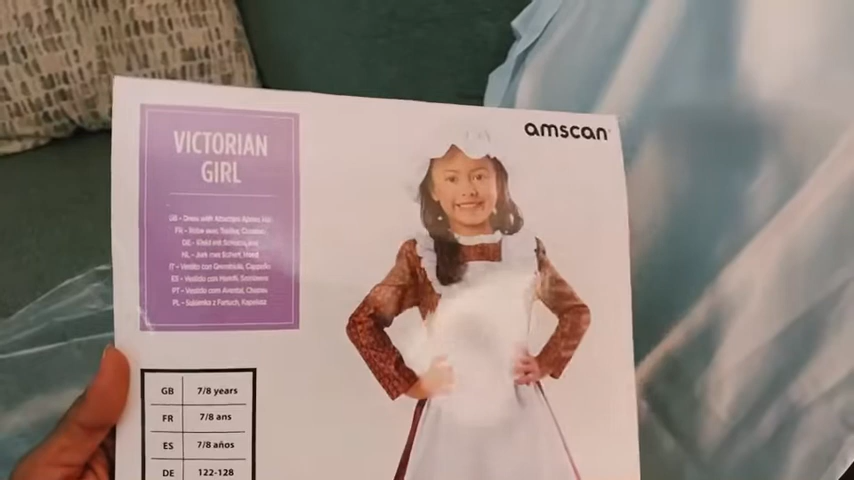 VICTORIAN
GIRL
amscan
GB - Dress with Attached Apron, Hat
FR - Robe avec Tablier, Chapeau
DE - Kleid mit Schürze, Hut
NL - Jurk met Schort, Hoed
IT - Vestito con Grembiule, Cappello
ES - Vestido con Mandil, Sombrero
PT - Vestido com Avental, Chapéu
PL - Sukienka z Fartuch, Kapelusz
GB 7/8 years
FR 7/8 ans
ES 7/8 años
DE 122-128